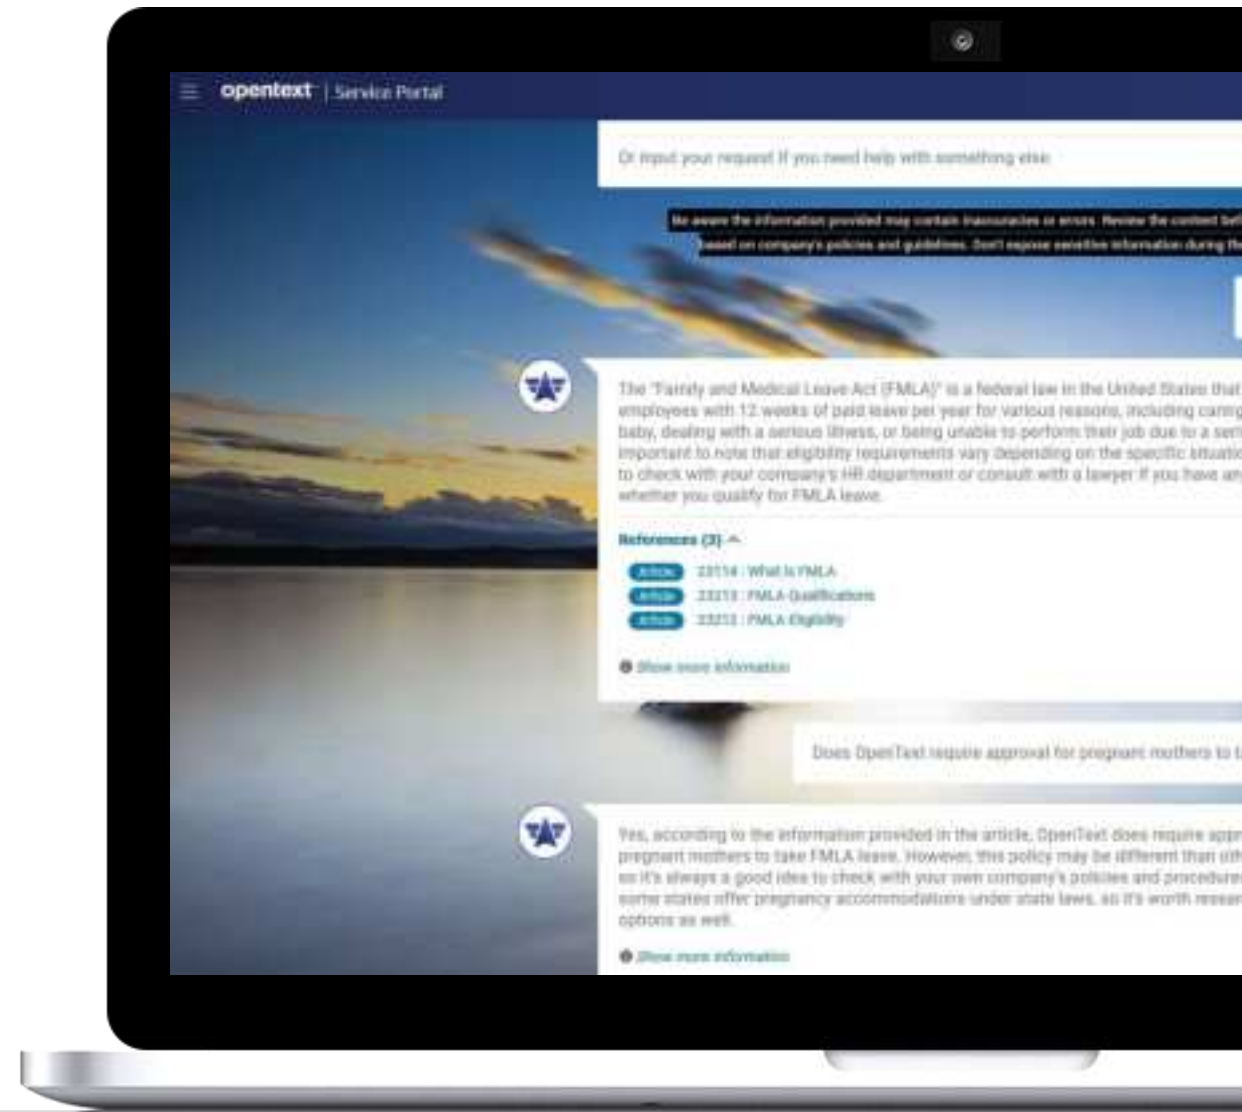 opentext | Service Portal
Or input your request if you need help with something else
Be aware the information provided may contain inaccuracies or errors. Review the content
based on company's policies and guidelines. Don't expose sensitive information during
The "Family and Medical Leave Act (FMLA)" is a federal law in the United States that
employees with 12 weeks of paid leave per year for various reasons, including caring
baby, dealing with a serious illness, or being unable to perform their job due to a
important to note that eligibility requirements vary depending on the specific
to check with your company's HR department or consult with a lawyer if you have
whether you qualify for FMLA leave.
References (3)
Article 23114 : What is FMLA
Article 23213 : FMLA Qualifications
Article 23212 : FMLA Eligibility
Show more information
Does OpenText require approval for pregnant mothers to
Yes, according to the information provided in the article, OpenText does require
pregnant mothers to take FMLA leave. However, this policy may be different than
so it's always a good idea to check with your own company's policies and
some states offer pregnancy accommodations under state laws, so it's worth
options as well.
Show more information